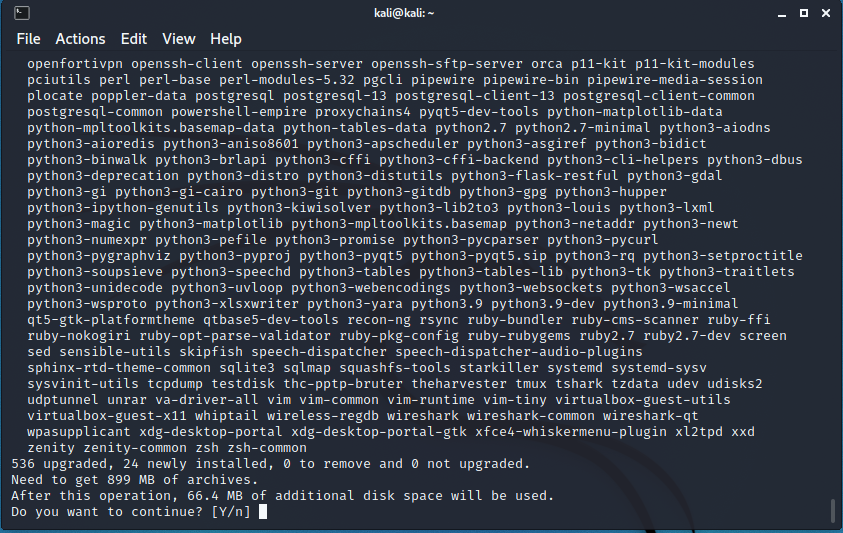 kali@kali: ~
File Actions Edit View Help
openfortivpn openssh-client openssh-server openssh-sftp-server orca p11-kit p11-kit-modules
pciutils perl perl-base perl-modules-5.32 pgcli pipewire pipewire-bin pipewire-media-session
plocate poppler-data postgresql postgresql-13 postgresql-client-13 postgresql-client-common
postgresql-common powershell-empire proxychains4 pyqt5-dev-tools python-matplotlib-data
python-mpltoolkits.basemap-data python-tables-data python2.7 python2.7-minimal python3-aiodns
python3-aioredis python3-aniso8601 python3-apscheduler python3-asgiref python3-bidict
python3-binwalk python3-brlapi python3-cffi python3-cffi-backend python3-cli-helpers python3-dbus
python3-deprecation python3-distro python3-distutils python3-flask-restful python3-gdal
python3-gi python3-gi-cairo python3-git python3-gitdb python3-gpg python3-hupper
python3-ipython-genutils python3-kiwisolver python3-lib2to3 python3-louis python3-lxml
python3-magic python3-matplotlib python3-mpltoolkits.basemap python3-netaddr python3-newt
python3-numexpr python3-pefile python3-promise python3-pycparser python3-pycurl
python3-pygraphviz python3-pyproj python3-pyqt5 python3-pyqt5.sip python3-rq python3-setproctitle
python3-soupsieve python3-speechd python3-tables python3-tables-lib python3-tk python3-traitlets
python3-unidecode python3-uvloop python3-webencodings python3-websockets python3-wsaccel
python3-wsproto python3-xlsxwriter python3-yara python3.9 python3.9-dev python3.9-minimal
qt5-gtk-platformtheme qtbase5-dev-tools recon-ng rsync ruby-bundler ruby-cms-scanner ruby-ffi
ruby-nokogiri ruby-opt-parse-validator ruby-pkg-config ruby-rubygems ruby2.7 ruby2.7-dev screen
sed sensible-utils skipfish speech-dispatcher speech-dispatcher-audio-plugins
sphinx-rtd-theme-common sqlite3 sqlmap squashfs-tools starkiller systemd systemd-sysv
sysvinit-utils tcpdump testdisk thc-pptp-bruter theharvester tmux tshark tzdata udev udisks2
udptunnel unrar va-driver-all vim vim-common vim-runtime vim-tiny virtualbox-guest-utils
virtualbox-guest-x11 whiptail wireless-regdb wireshark wireshark-common wireshark-qt
wpasupplicant xdg-desktop-portal xdg-desktop-portal-gtk xfce4-whiskermenu-plugin xl2tpd xxd
zenity zenity-common zsh zsh-common
536 upgraded, 24 newly installed, 0 to remove and 0 not upgraded.
Need to get 899 MB of archives.
After this operation, 66.4 MB of additional disk space will be used.
Do you want to continue? [Y/n]